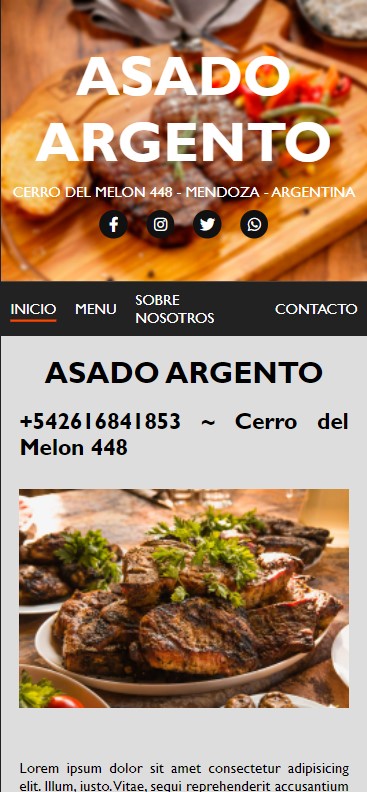 ASADO
ARGENTO
CERRO DEL MELON 448 - MENDOZA - ARGENTINA
INICIO MENU SOBRE NOSOTROS CONTACTO
ASADO ARGENTO
+542616841853 ~ Cerro del
Melon 448
Lorem ipsum dolor sit amet consectetur adipisicing
elit. Illum, iusto. Vitae, sequi reprehenderit accusantium